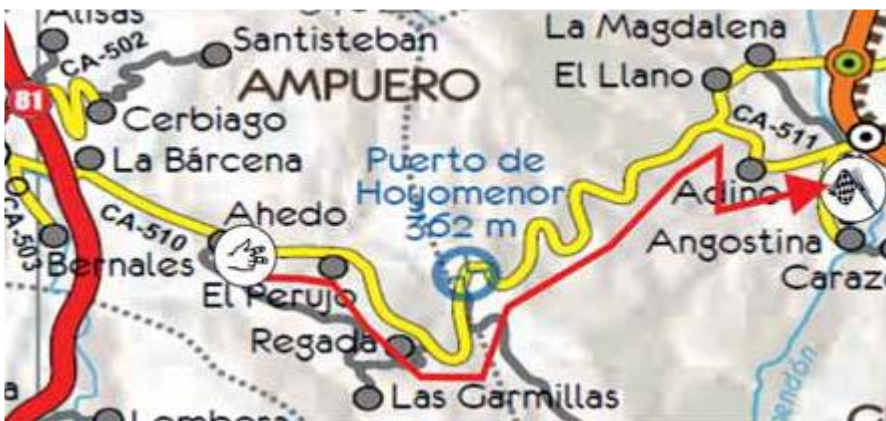 Alisas
CA-502
Santisteban
La Magdalena
AMPUERO
El Llano
81
Cerbiago
CA-511
La Bárcena
Puerto de
Hoyomenor
362 m
Adino
CA-510
Ahedo
CA-503
Bernales
Angostina
El Perujo
Regada
Las Garmillas